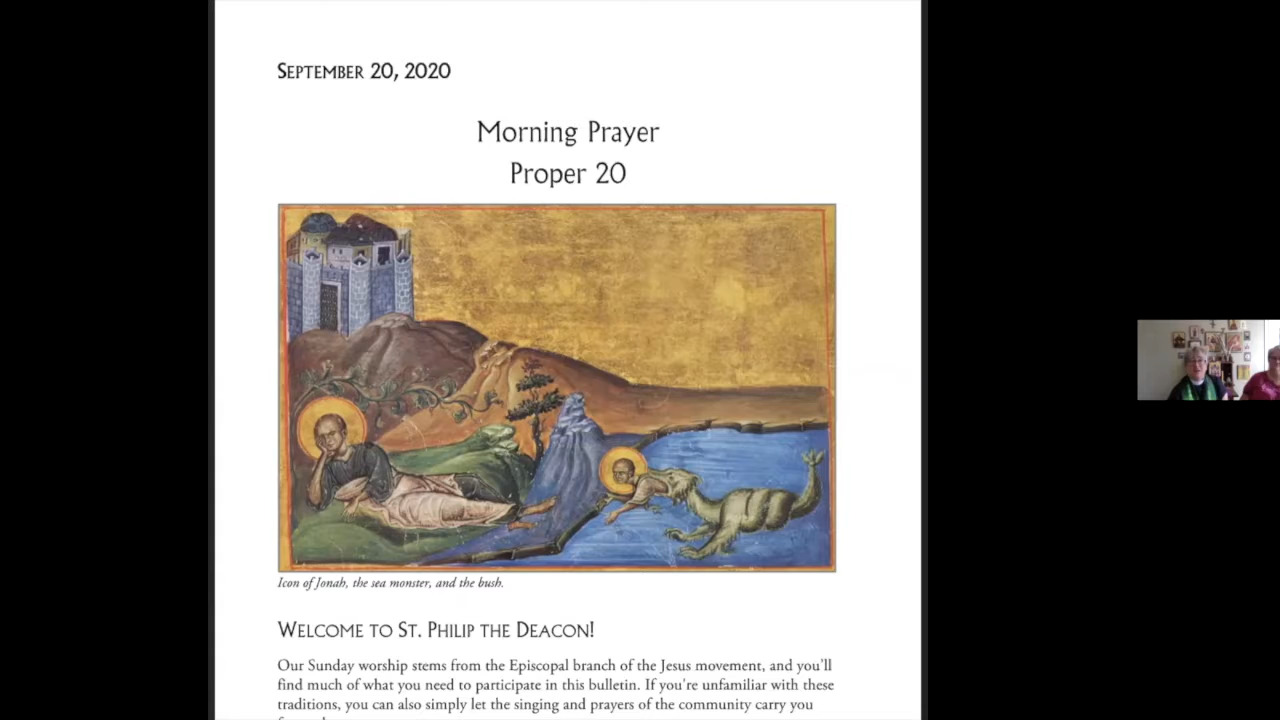 September 20, 2020
Morning Prayer
Proper 20
Icon of Jonah, the sea monster, and the bush.
Welcome to St. Philip the Deacon!
Our Sunday worship stems from the Episcopal branch of the Jesus movement, and you'll
find much of what you need to participate in this bulletin. If you're unfamiliar with these
traditions, you can also simply let the singing and prayers of the community carry you